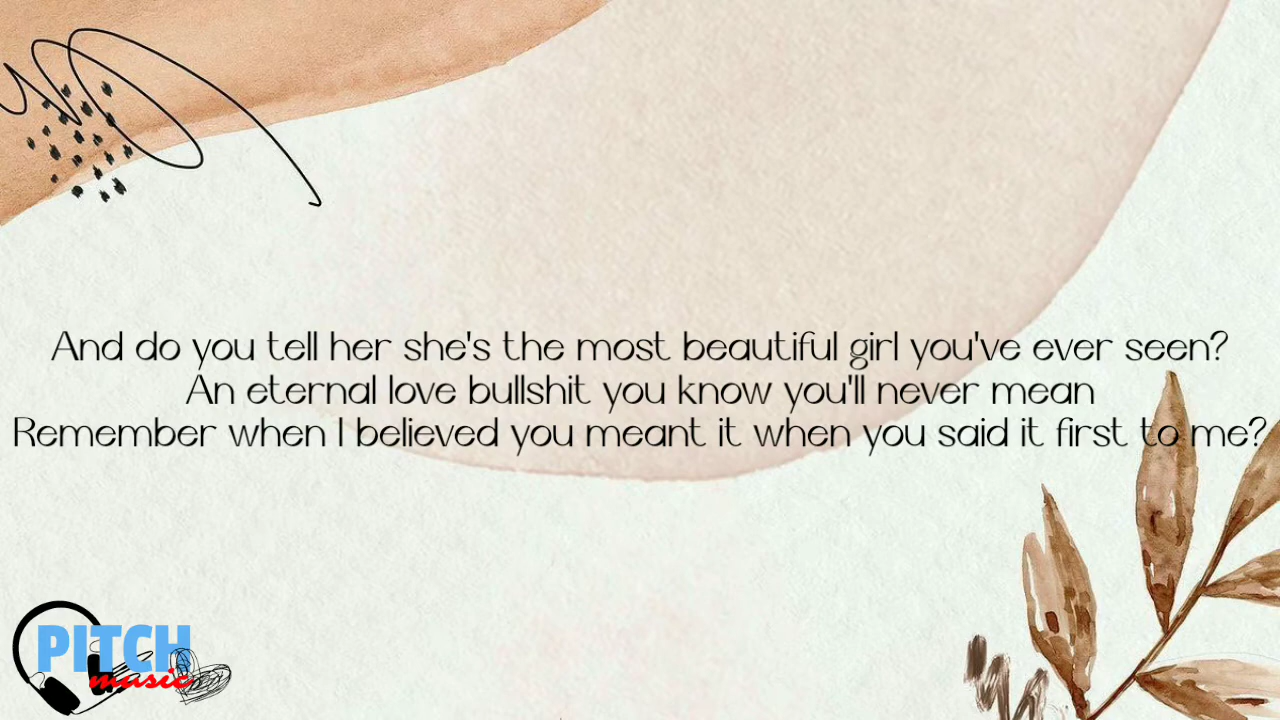 And do you tell her she's the most beautiful girl you've ever seen?
An eternal love bullshit you know you'll never mean
Remember when I believed you meant it when you said it first to me?
PITCH
music